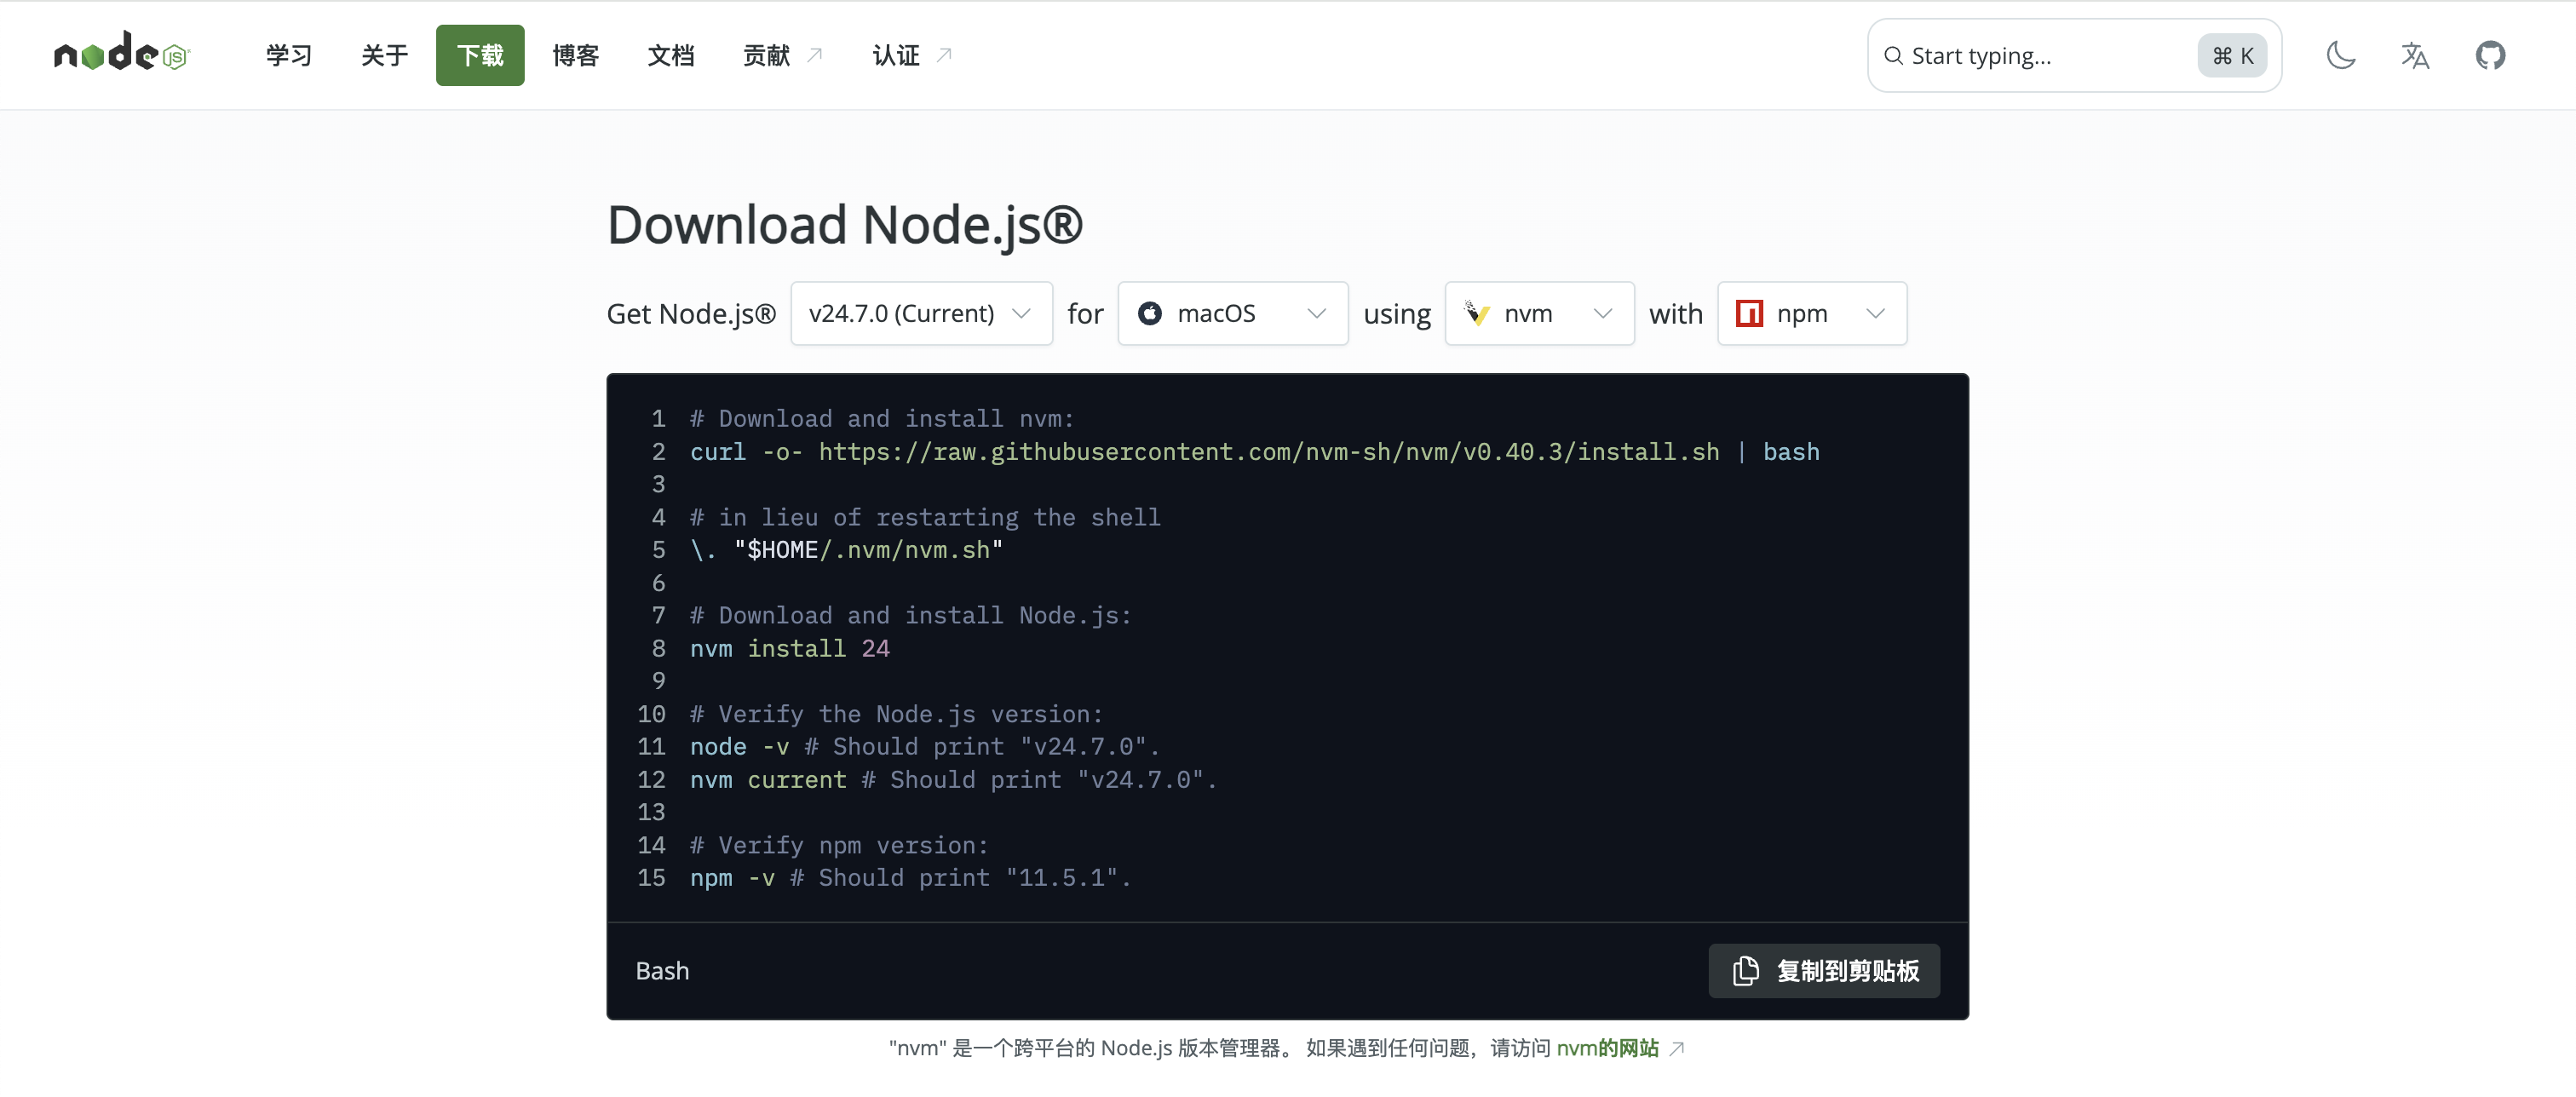 node JS
学习 关于 下载 博客 文档 贡献 认证 Start typing... ⌘ K
Download Node.js®
Get Node.js® v24.7.0 (Current) for macOS using nvm with npm
1 # Download and install nvm:
2 curl -o- https://raw.githubusercontent.com/nvm-sh/nvm/v0.40.3/install.sh | bash
3
4 # in lieu of restarting the shell
5 \. "$HOME/.nvm/nvm.sh"
6
7 # Download and install Node.js:
8 nvm install 24
9
10 # Verify the Node.js version:
11 node -v # Should print "v24.7.0".
12 nvm current # Should print "v24.7.0".
13
14 # Verify npm version:
15 npm -v # Should print "11.5.1".
Bash 复制到剪贴板
"nvm" 是一个跨平台的 Node.js 版本管理器。 如果遇到任何问题，请访问 nvm的网站